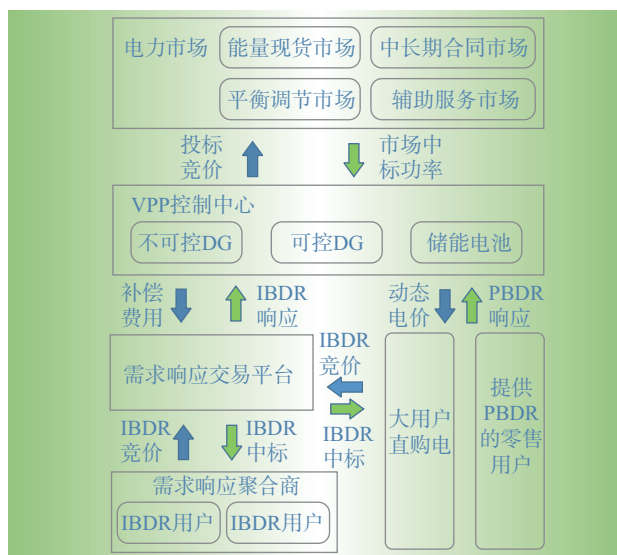 电力市场
能量现货市场
中长期合同市场
平衡调节市场
辅助服务市场
投标
竞价
市场中
标功率
VPP控制中心
不可控DG
可控DG
储能电池
补偿
费用
IBDR
响应
动态
电价
PBDR
响应
需求响应交易平台
IBDR
竞价
IBDR
中标
大用户
直购电
提供
PBDR
的零售
用户
IBDR
竞价
IBDR
中标
需求响应聚合商
IBDR用户
IBDR用户